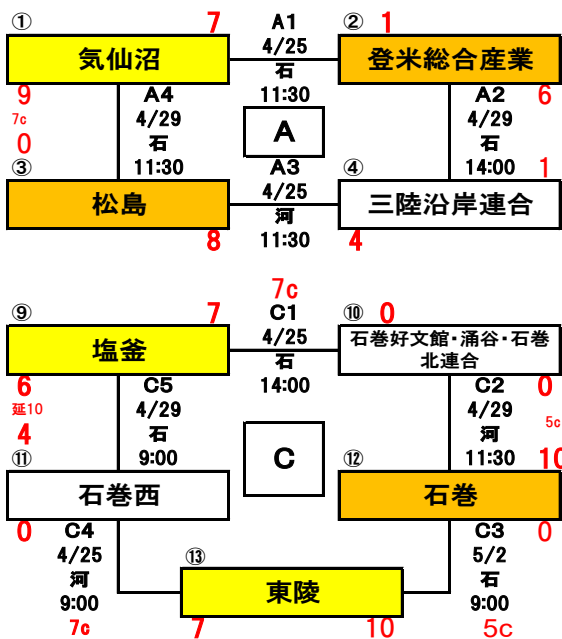 ① 7 A1 ② 1
気仙沼 4/25 登米総合産業
石
9 A4 11:30 A2 6
7c 4/29 4/29
0 石 A 石
③ 11:30 A3 ④ 14:00 1
松島 4/25 三陸沿岸連合
河
8 11:30 4
7c
⑨ 7 C1 ⑩ 0
塩釜 4/25 石巻好文館・涌谷・石巻
石 北連合
6 C5 14:00 C2 0
延10 4/29 4/29 5c
4 石 河
⑪ 9:00 C ⑫ 11:30 10
石巻西 石巻
0 C4 C3 0
4/25 ⑬ 5/2
河 東陵 石
9:00 9:00
7c 7 10 5c